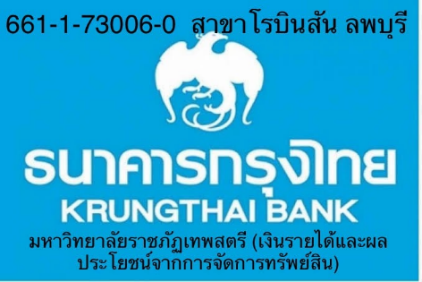 661-1-73006-0 สาขาโรบินสัน ลพบุรี
ธนาคารกรุงไทย
KRUNGTHAI BANK
มหาวิทยาลัยราชภัฏเทพสตรี (เงินรายได้และผล
ประโยชน์จากการจัดการทรัพย์สิน)